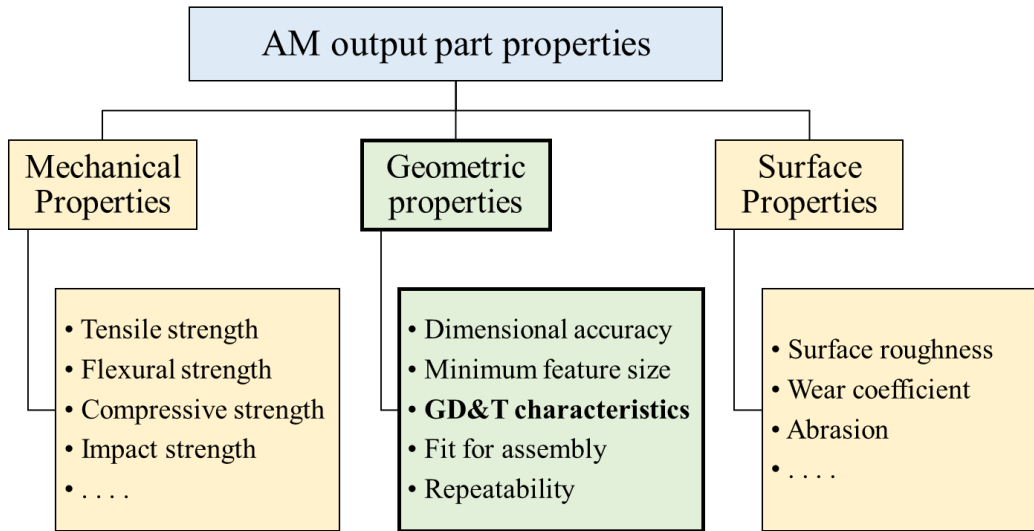 AM output part properties
Mechanical
Properties
Geometric
properties
Surface
Properties
• Tensile strength
• Flexural strength
• Compressive strength
• Impact strength
• . . . .
• Dimensional accuracy
• Minimum feature size
• GD&T characteristics
• Fit for assembly
• Repeatability
• Surface roughness
• Wear coefficient
• Abrasion
• . . . .